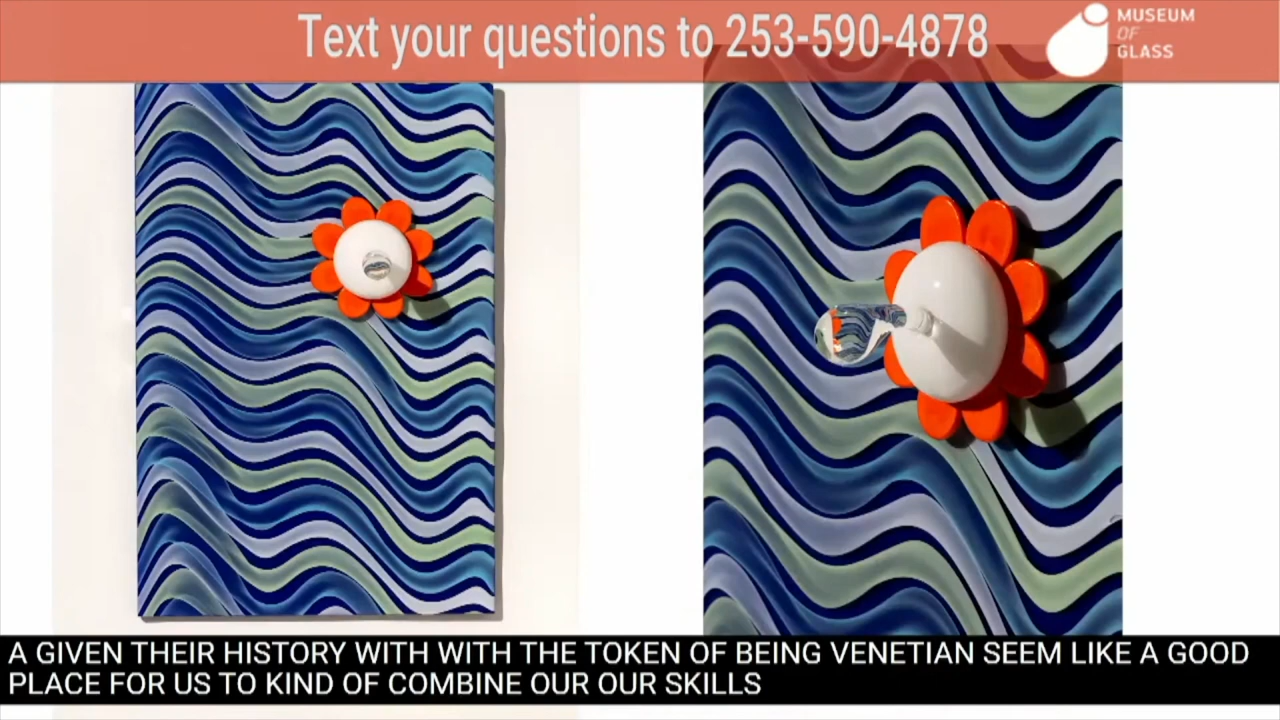 Text your questions to 253-590-4878
MUSEUM
OF
GLASS
A GIVEN THEIR HISTORY WITH WITH THE TOKEN OF BEING VENETIAN SEEM LIKE A GOOD
PLACE FOR US TO KIND OF COMBINE OUR OUR SKILLS